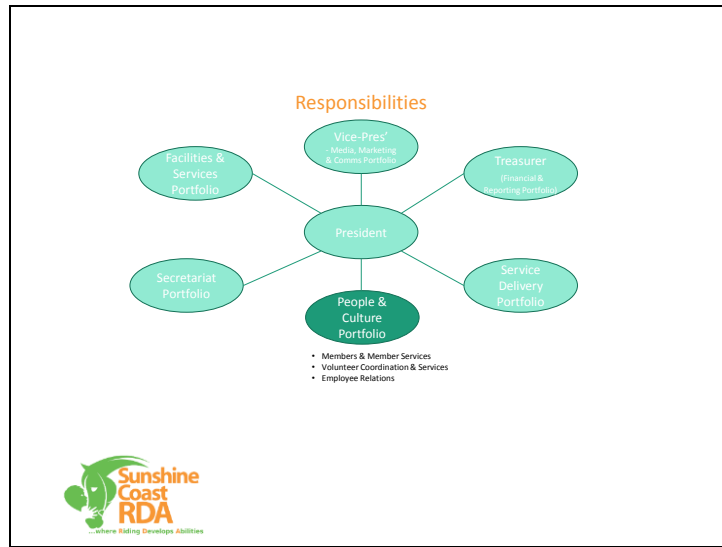 Responsibilities
Vice-Pres'
- Media, Marketing
& Comms Portfolio
Facilities &
Services
Portfolio
Treasurer
(Financial &
Reporting Portfolio)
President
Secretariat
Portfolio
Service
Delivery
Portfolio
People &
Culture
Portfolio
• Members & Member Services
• Volunteer Coordination & Services
• Employee Relations
Sunshine
Coast
RDA
...where Riding Develops Abilities